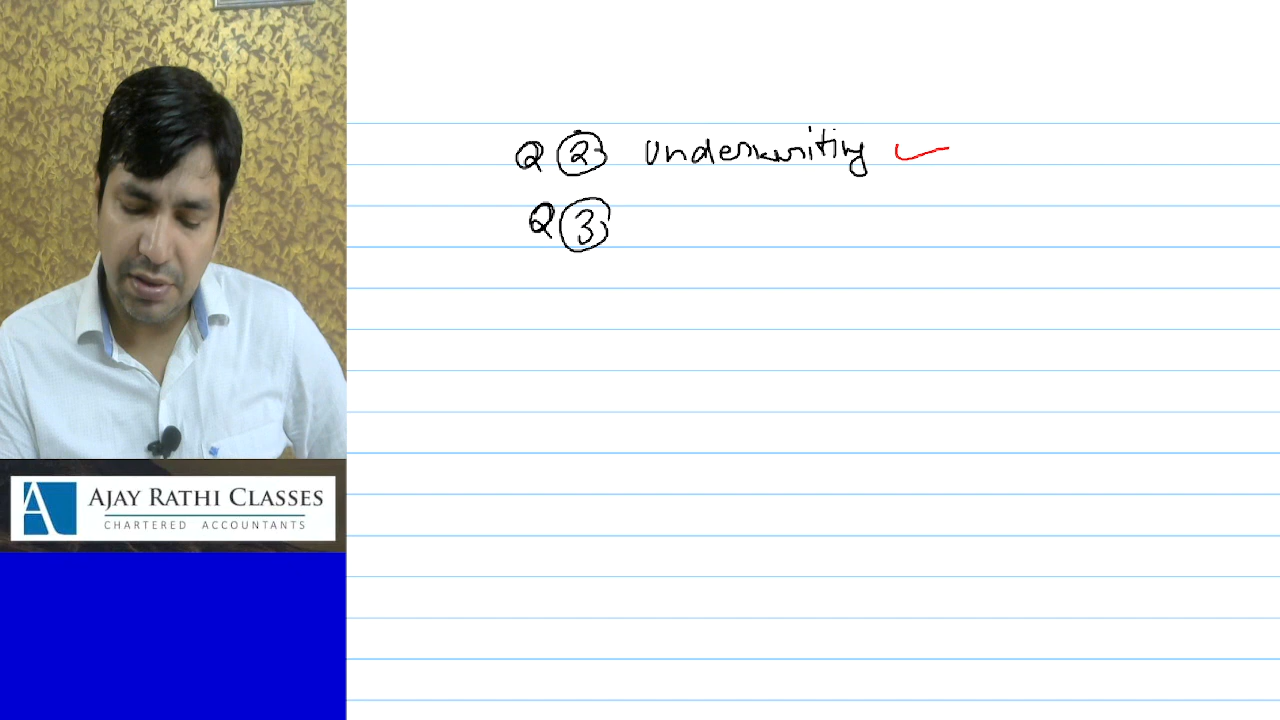 Q 2 Underwriting
Q 3
AJAY RATHI CLASSES
CHARTERED ACCOUNTANTS